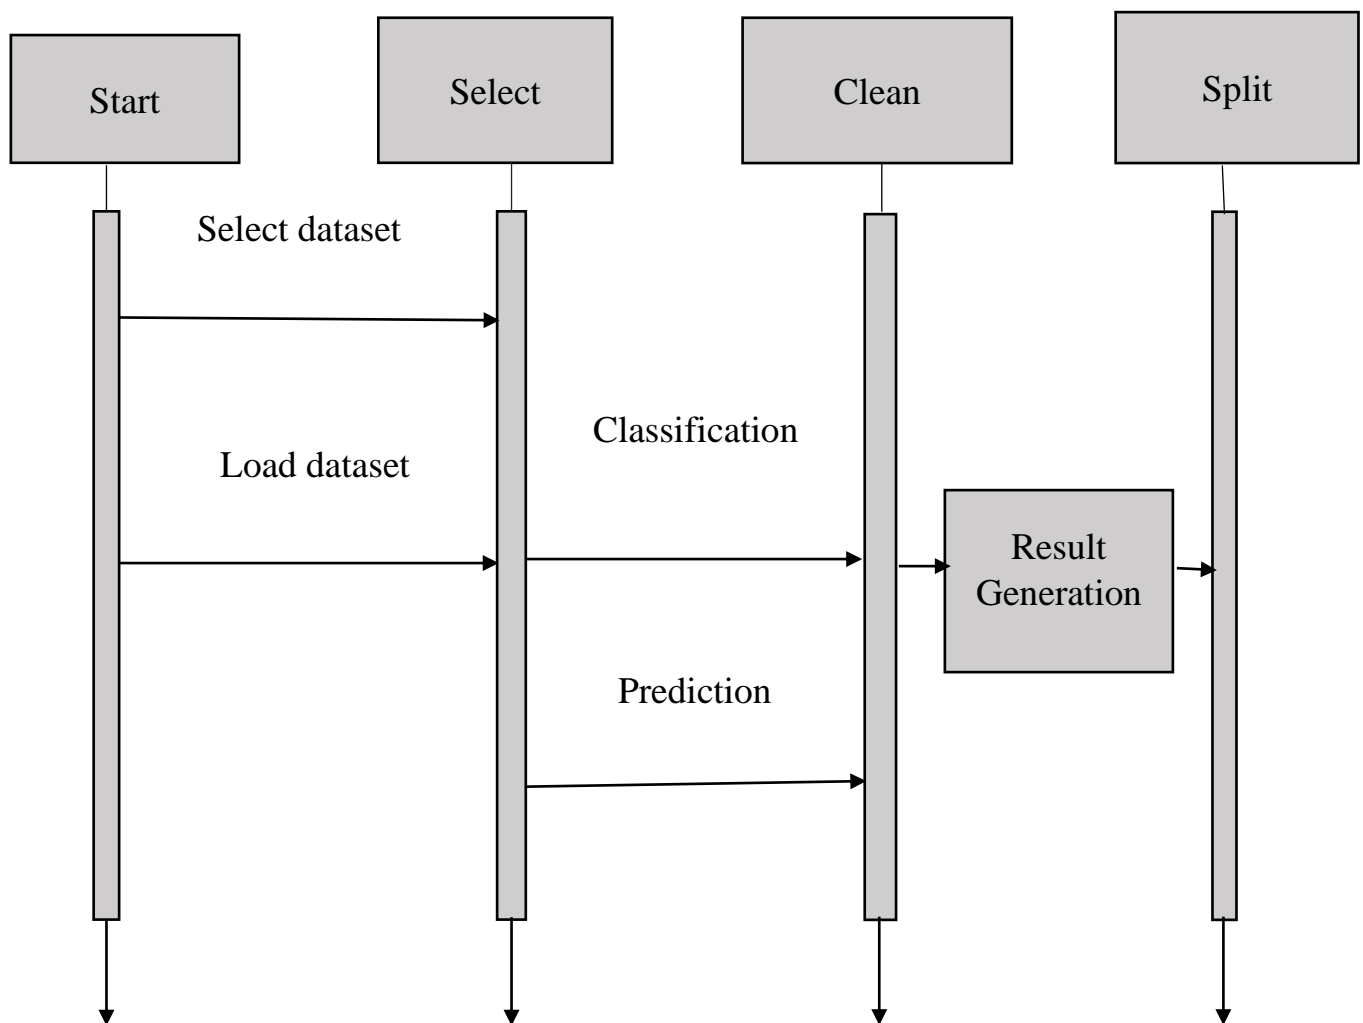 Start
Select
Clean
Split
Select dataset
Classification
Load dataset
Result
Generation
Prediction